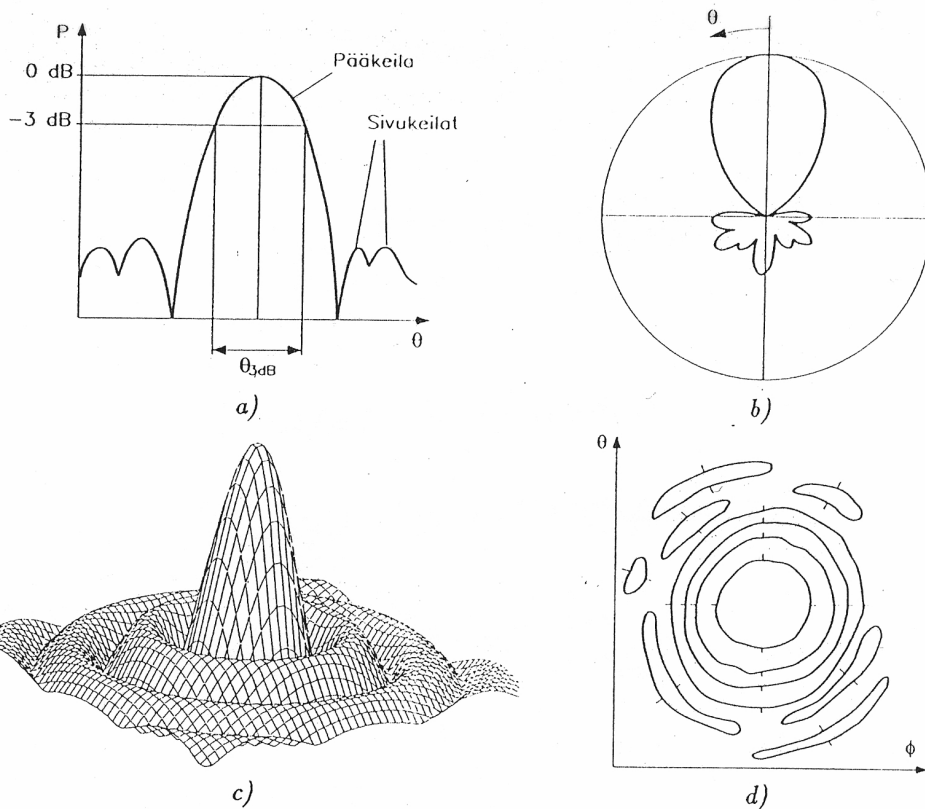 P
0 dB
-3 dB
Pääkeila
Sivukeilat
θ
θ3dB
a)
θ
b)
c)
θ
ϕ
d)